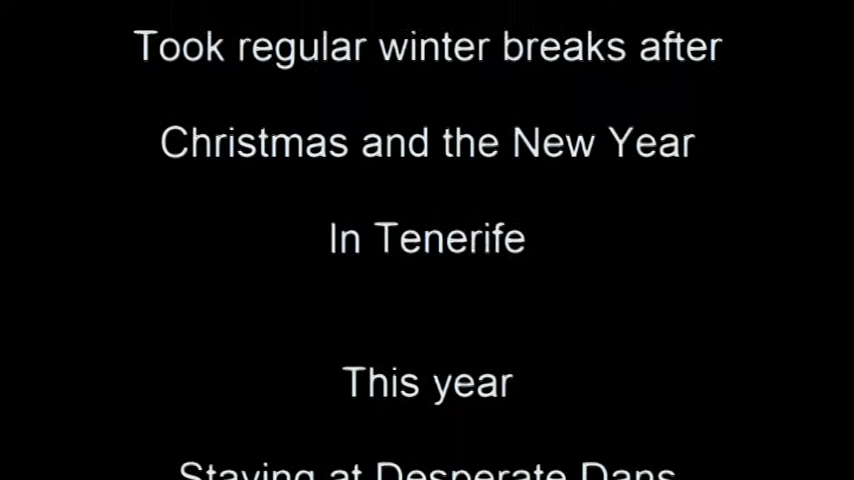 Took regular winter breaks after
Christmas and the New Year
In Tenerife
This year
Staying at Desperate Dans